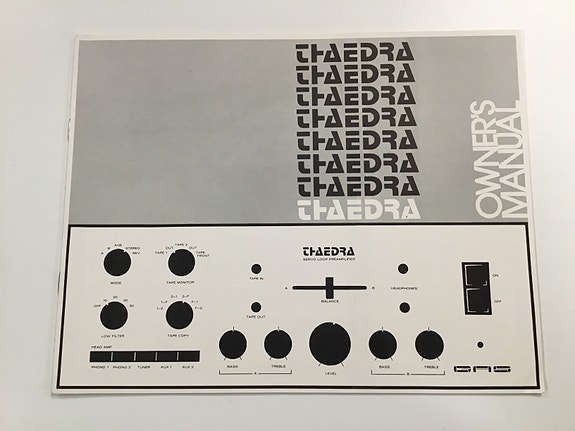 THAEDRA
THAEDRA
THAEDRA
THAEDRA
THAEDRA
THAEDRA
THAEDRA
THAEDRA
OWNER'S
MANUAL
THAEDRA
SERVO LOOP PREAMPLIFIER
A B A+B STEREO REV
MODE
TAPE 1 OUT TAPE 2 OUT TAPE FRONT
TAPE MONITOR
TAPE IN
TAPE OUT
A B
BALANCE
HEADPHONES
ON
OFF
OFF
LOW FILTER
TAPE COPY
HEAD AMP
PHONO 1 PHONO 2 TUNER AUX 1 AUX 2
BASS TREBLE
A
LEVEL
BASS TREBLE
B
GAS